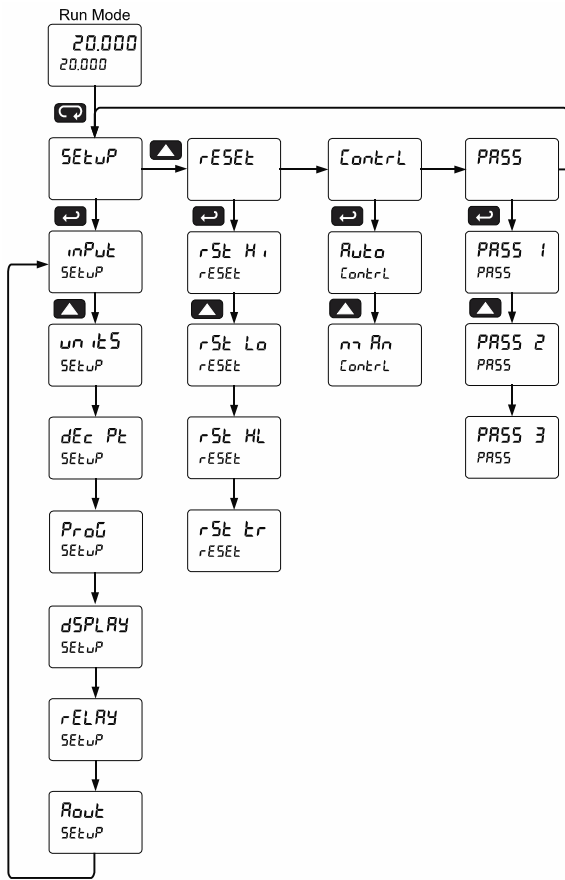 Run Mode
20.000
20.000
SEtuP
rESEt
ContrL
PASS
inPut
SEtuP
rSt Hi
rESEt
Auto
ContrL
PASS 1
PASS
unitS
SEtuP
rSt Lo
rESEt
mAn
ContrL
PASS 2
PASS
dEc Pt
SEtuP
rSt HL
rESEt
PASS 3
PASS
ProG
SEtuP
rSt tr
rESEt
dSPLAY
SEtuP
rELAY
SEtuP
Aout
SEtuP